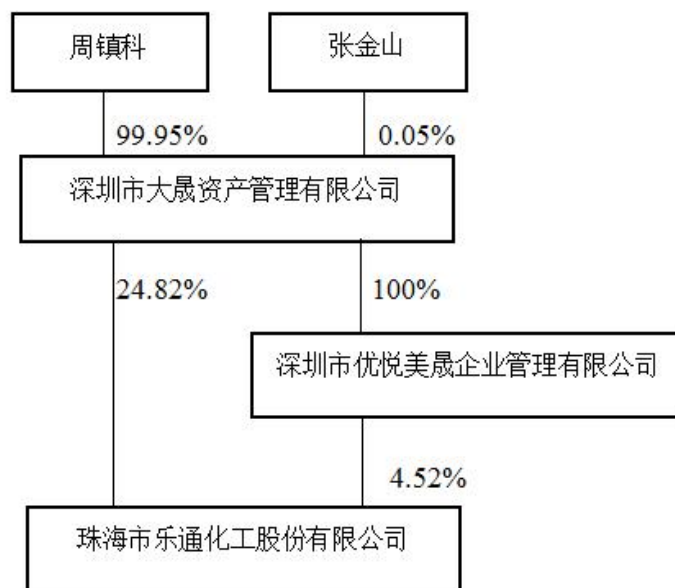 周镇科
张金山
99.95%
0.05%
深圳市大晟资产管理有限公司
24.82%
100%
深圳市优悦美晟企业管理有限公司
4.52%
珠海市乐通化工股份有限公司